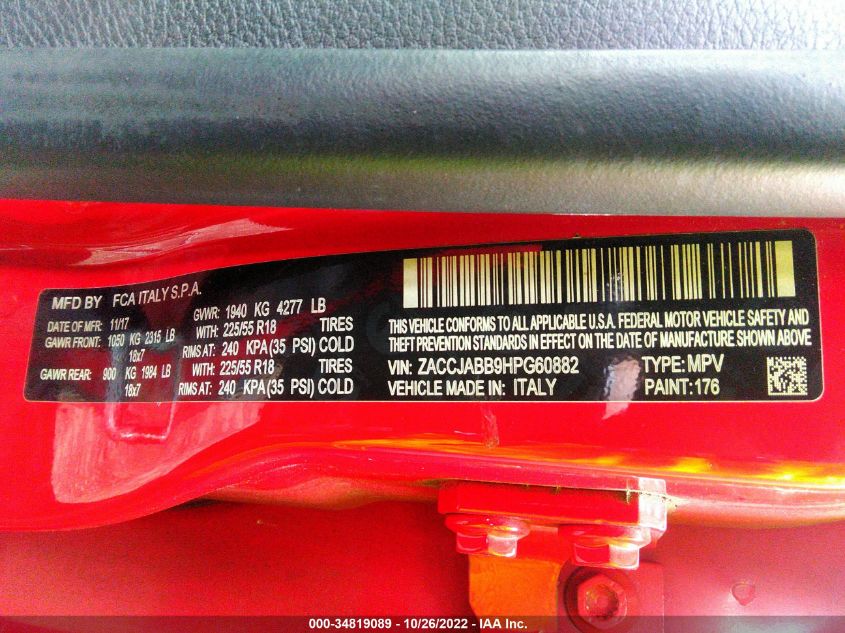 MFD BY FCA ITALY S.P.A.
DATE OF MFR 11/17 GVWR: 1940 KG 4277 LB
GAWR FRONT: 1050 KG 2315 LB WITH: 225/55 R18 TIRES
18x7 RIMS AT: 240 KPA(35 PSI) COLD
GAWR REAR: 900 KG 1984 LB WITH: 225/55 R18 TIRES
18x7 RIMS AT: 240 KPA(35 PSI) COLD
THIS VEHICLE CONFORMS TO ALL APPLICABLE U.S.A. FEDERAL MOTOR VEHICLE SAFETY AND
THEFT PREVENTION STANDARDS IN EFFECT ON THE DATE OF MANUFACTURE SHOWN ABOVE
VIN: ZACCJABB9HPG60882 TYPE: MPV
VEHICLE MADE IN: ITALY PAINT: 176
000-34819089 - 10/26/2022 - IAA Inc.